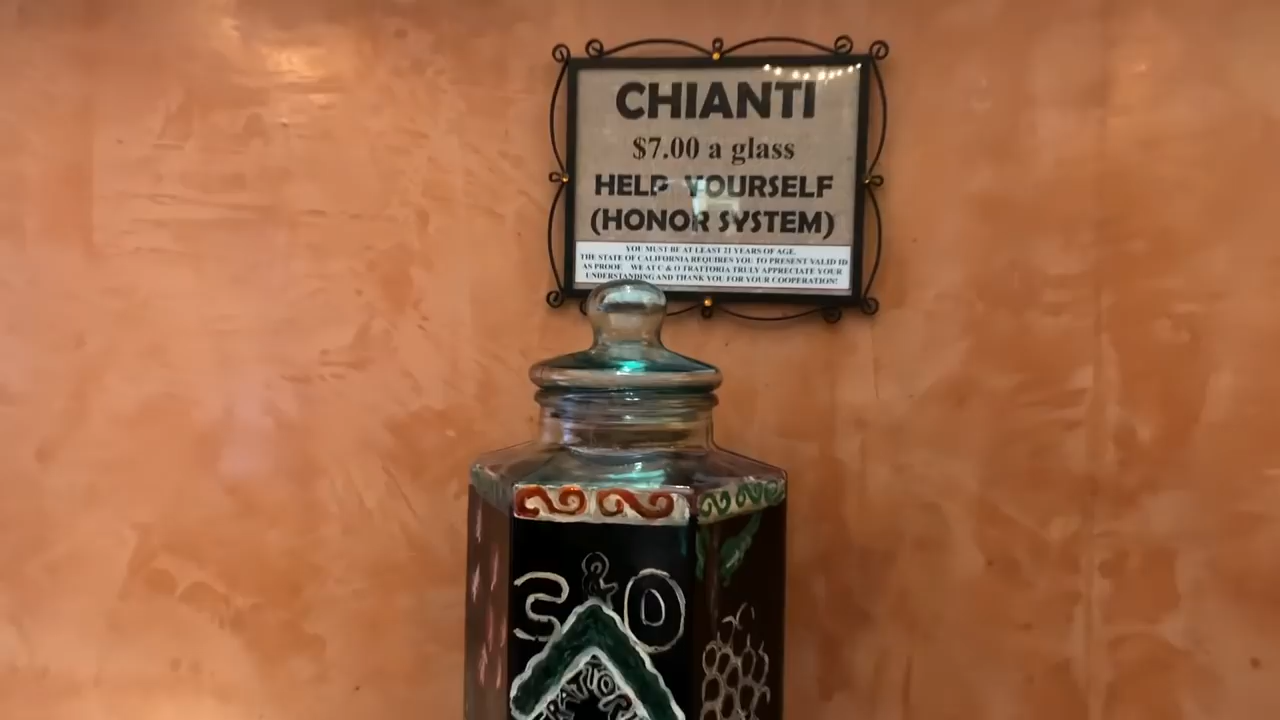 CHIANTI
$7.00 a glass
HELP YOURSELF
(HONOR SYSTEM)
YOU MUST BE AT LEAST 21 YEARS OF AGE.
THE STATE OF CALIFORNIA REQUIRES YOU TO PRESENT VALID ID
AS PROOF. WE AT C & O TRATTORIA TRULY APPRECIATE YOUR
UNDERSTANDING AND THANK YOU FOR YOUR COOPERATION!
&
O